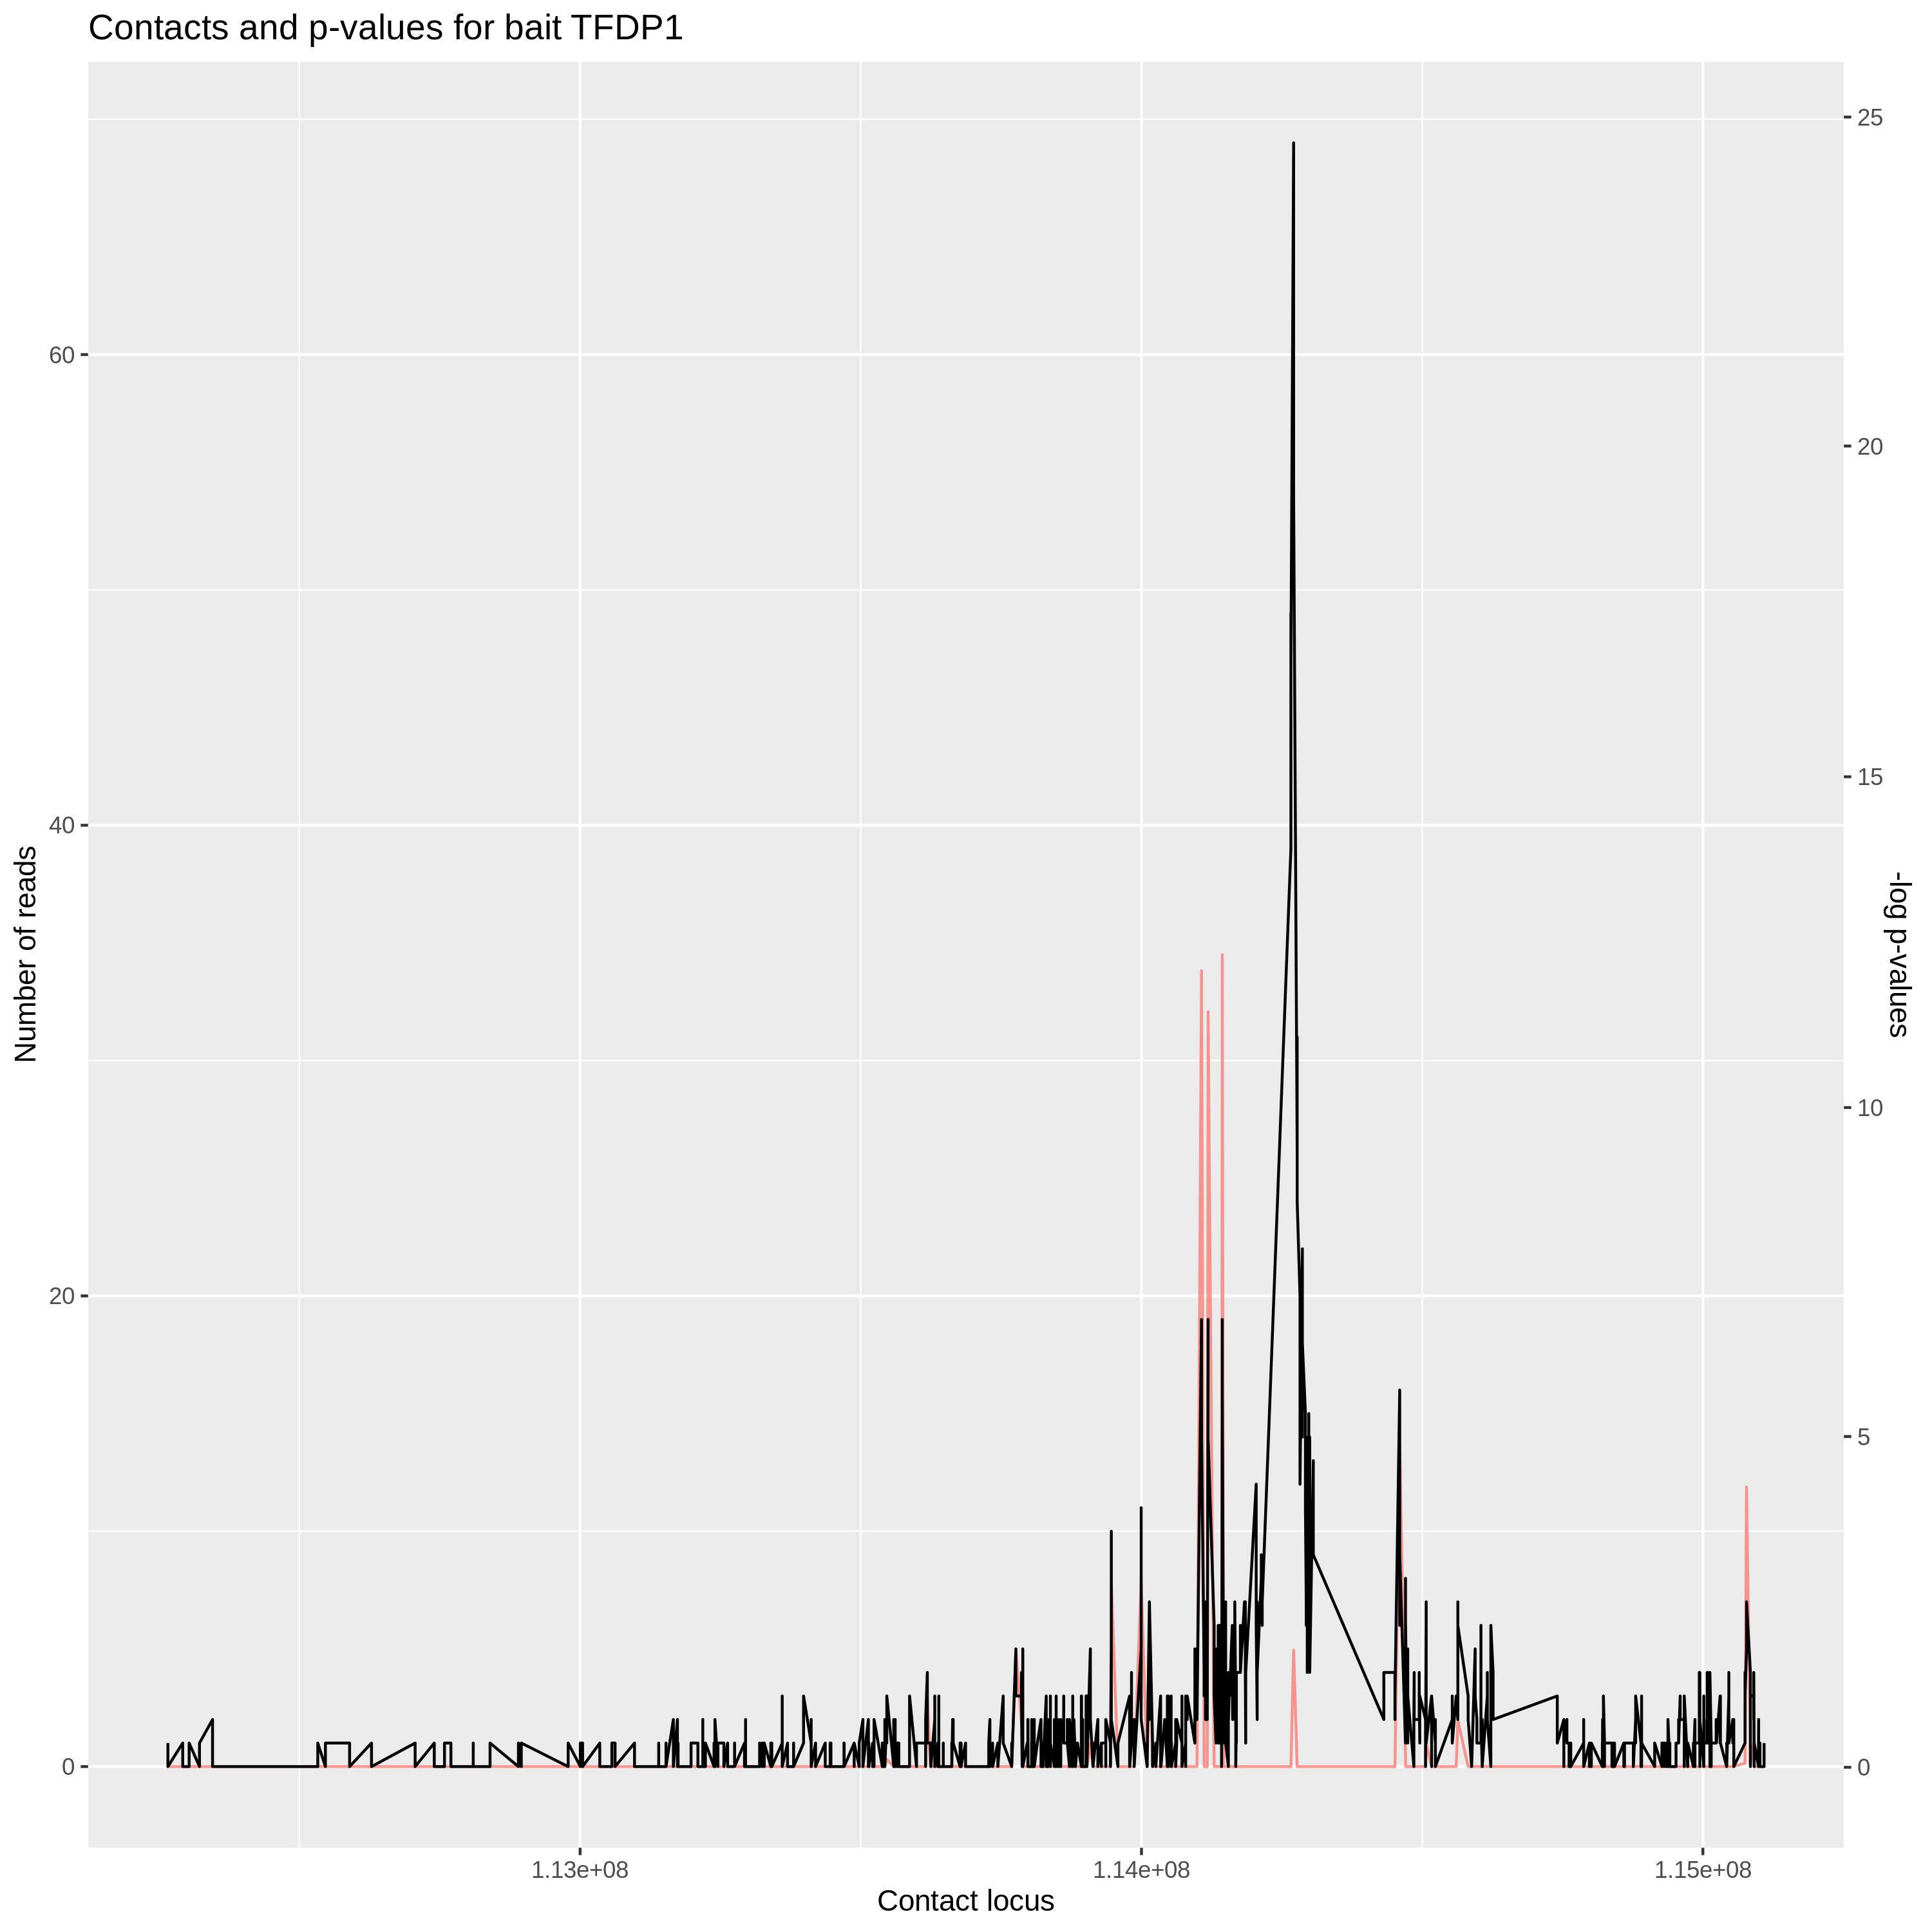 Contacts and p-values for bait TFDP1
25
20
60
15
40
Number of reads
-log p-values
10
20
5
0
0
1.13e+08
1.14e+08
1.15e+08
Contact locus